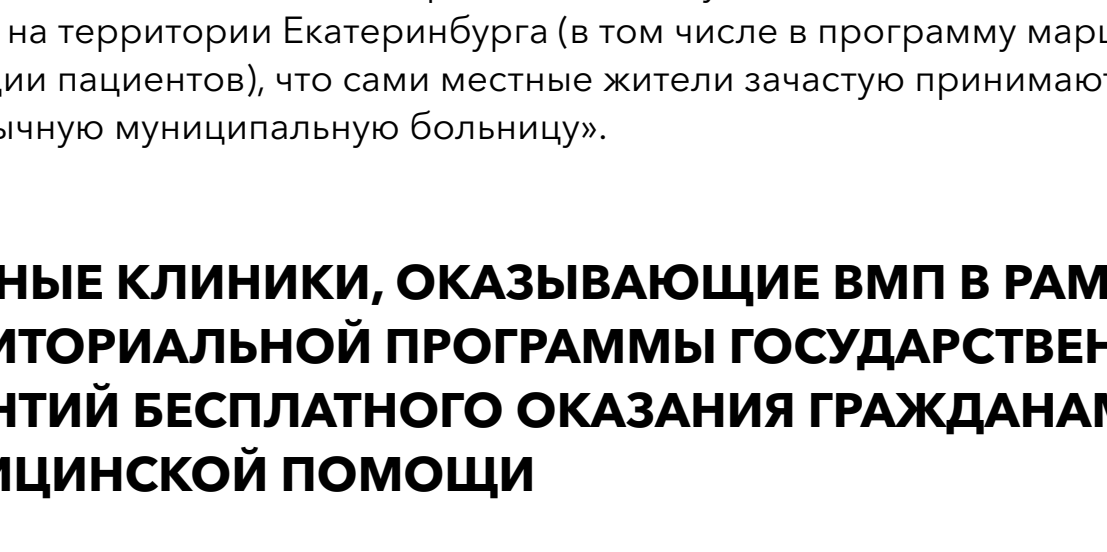 на территории Екатеринбурга (в том числе в программу марш
ции пациентов), что сами местные жители зачастую принимают
ычную муниципальную больницу».
НЫЕ КЛИНИКИ, ОКАЗЫВАЮЩИЕ ВМП В РАМ
ИТОРИАЛЬНОЙ ПРОГРАММЫ ГОСУДАРСТВЕН
НТИЙ БЕСПЛАТНОГО ОКАЗАНИЯ ГРАЖДАНАМ
ИЦИНСКОЙ ПОМОЩИ